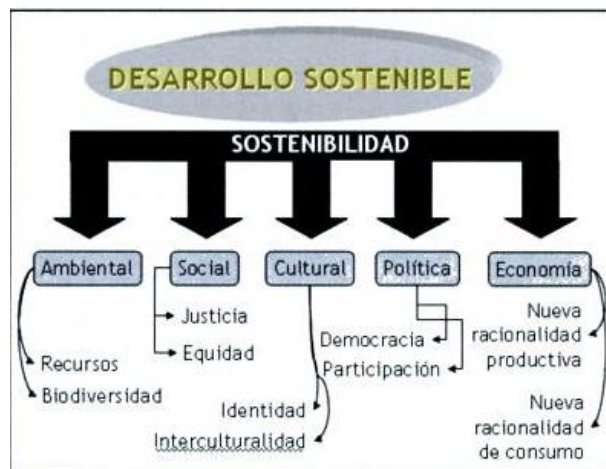 DESARROLLO SOSTENIBLE
SOSTENIBILIDAD
Ambiental
Social
Cultural
Política
Economía
Recursos
Biodiversidad
Justicia
Equidad
Identidad
Interculturalidad
Democracia
Participación
Nueva
racionalidad
productiva
Nueva
racionalidad
de consumo